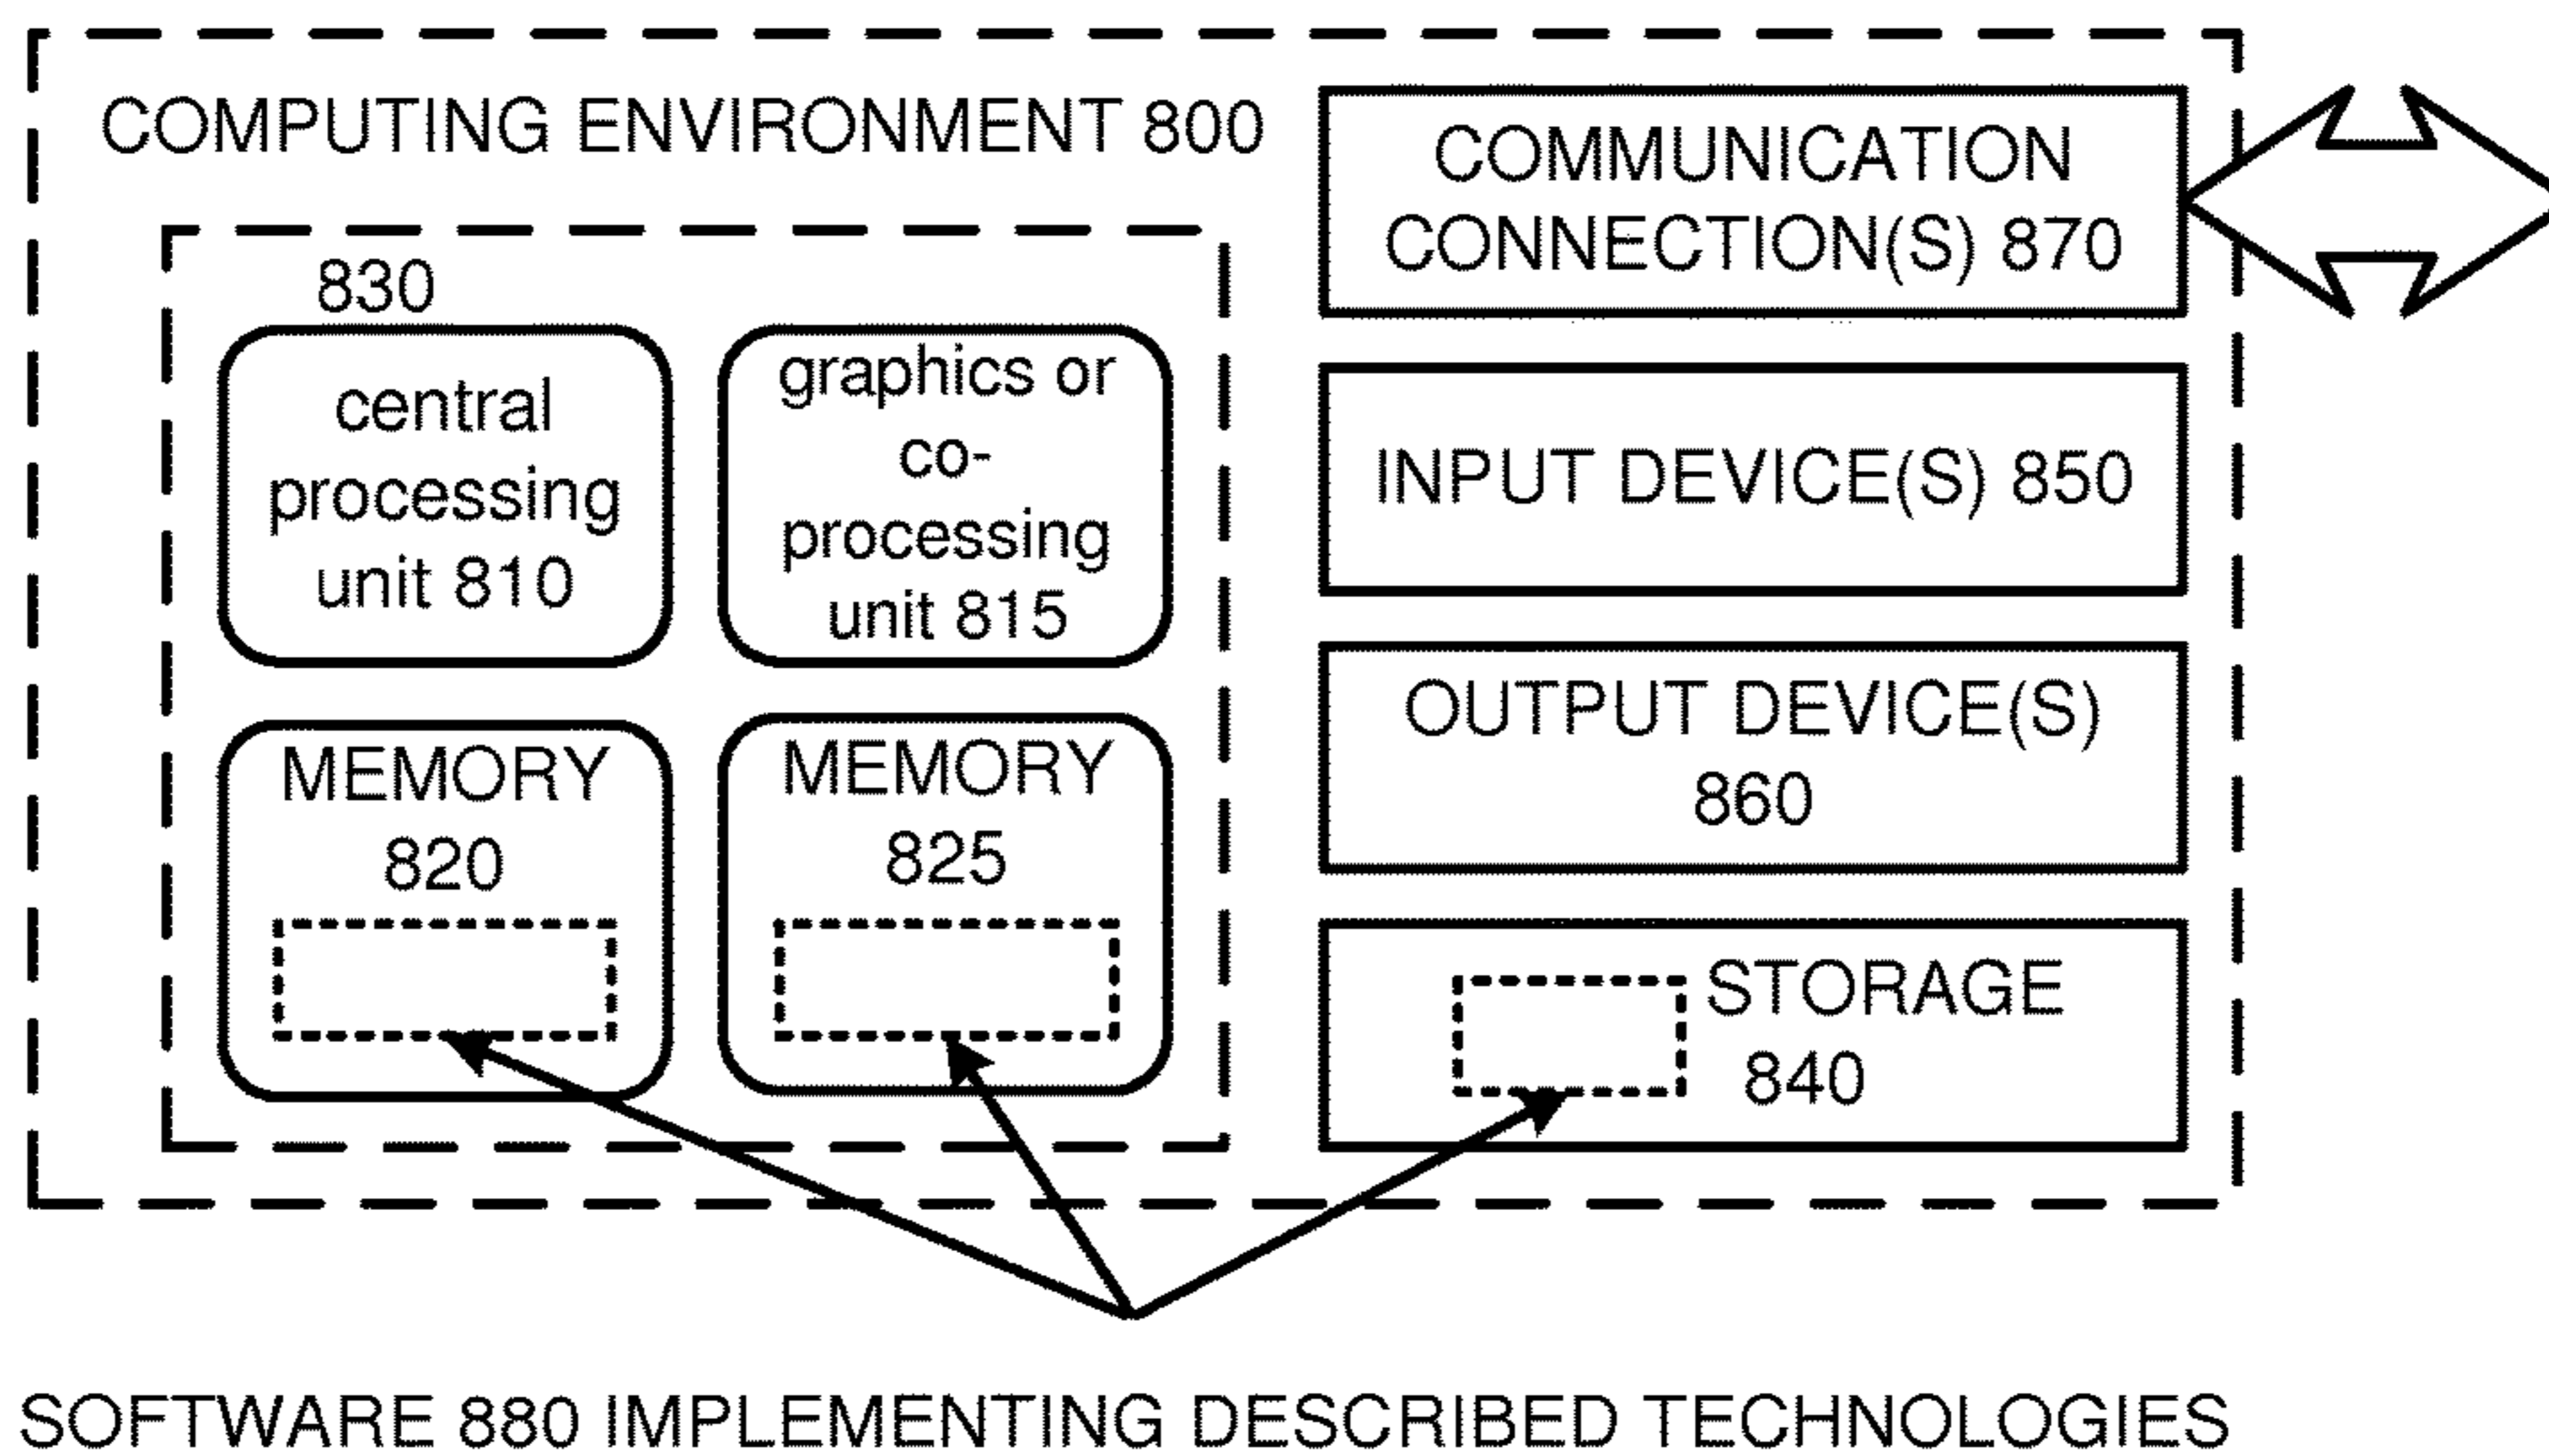 COMPUTING ENVIRONMENT 800
830
central
processing
unit 810
graphics or
co-
processing
unit 815
MEMORY
820
MEMORY
825
COMMUNICATION
CONNECTION(S) 870
INPUT DEVICE(S) 850
OUTPUT DEVICE(S)
860
STORAGE
840
SOFTWARE 880 IMPLEMENTING DESCRIBED TECHNOLOGIES